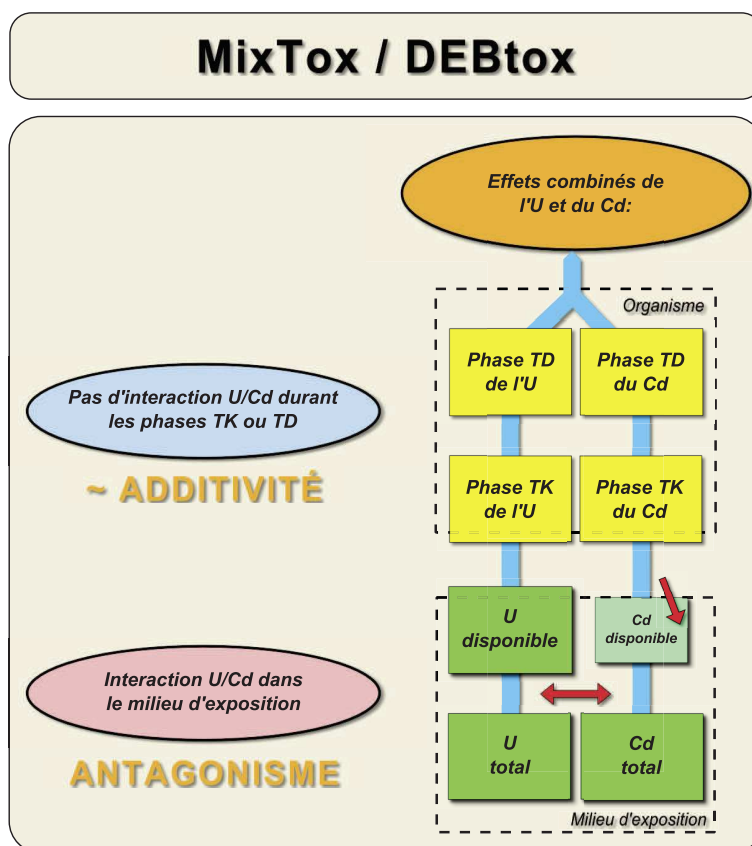 MixTox / DEBtox
Effets combinés de
l'U et du Cd:
Organisme
Phase TD
de l'U
Phase TD
du Cd
Pas d'interaction U/Cd durant
les phases TK ou TD
~ ADDITIVITÉ
Phase TK
de l'U
Phase TK
du Cd
U
disponible
Cd
disponible
Interaction U/Cd dans
le milieu d'exposition
ANTAGONISME
U
total
Cd
total
Milieu d'exposition